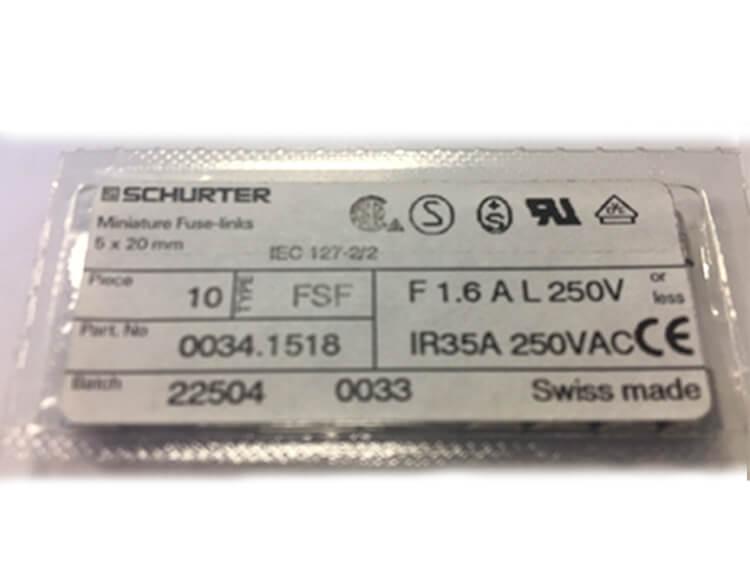 SCHURTER
Miniature Fuse-links
5 x 20 mm
IEC 127-2/2
Piece 10 TYPE FSF
F 1.6 A L 250V or less
Part. No 0034.1518
IR35A 250VAC CE
Batch 22504 0033 Swiss made